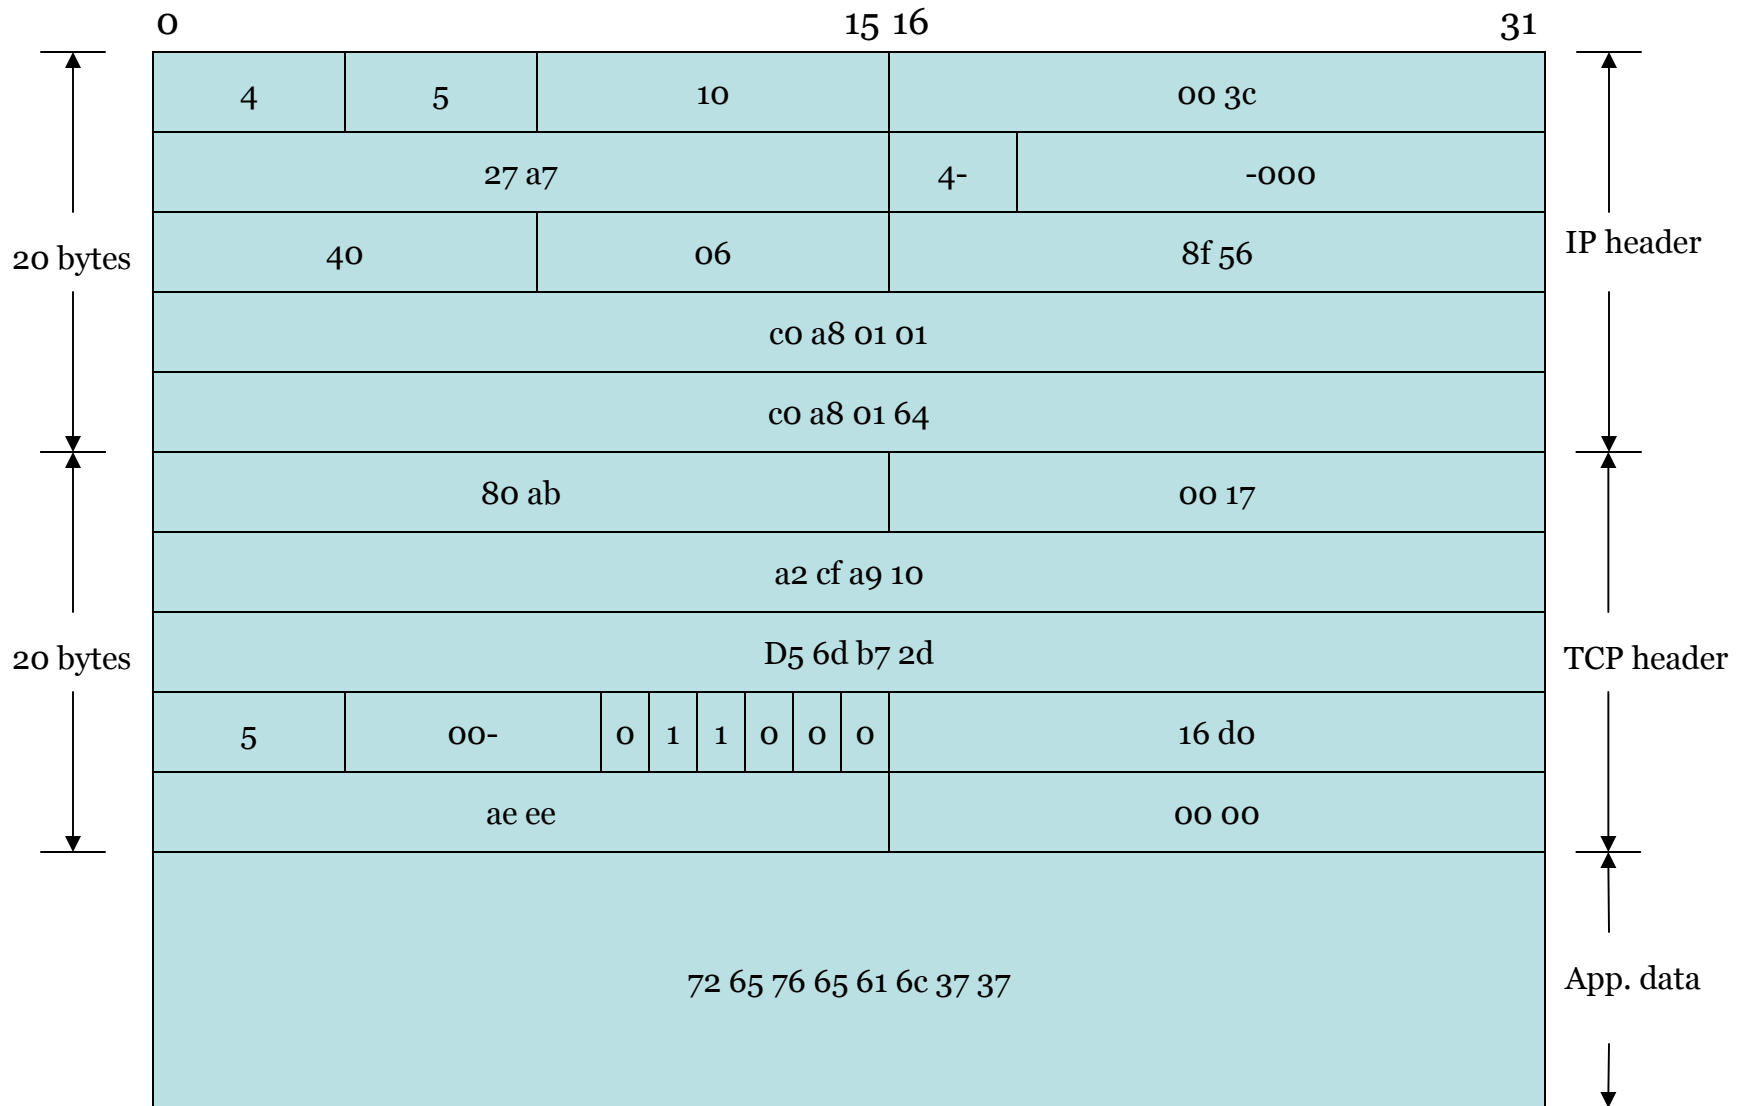 0 15 16 31
4 5 10 00 3c
27 a7 4- -000
20 bytes 40 06 8f 56 IP header
c0 a8 01 01
c0 a8 01 64
80 ab 00 17
a2 cf a9 10
20 bytes D5 6d b7 2d TCP header
5 00- 0 1 1 0 0 0 16 d0
ae ee 00 00
72 65 76 65 61 6c 37 37 App. data